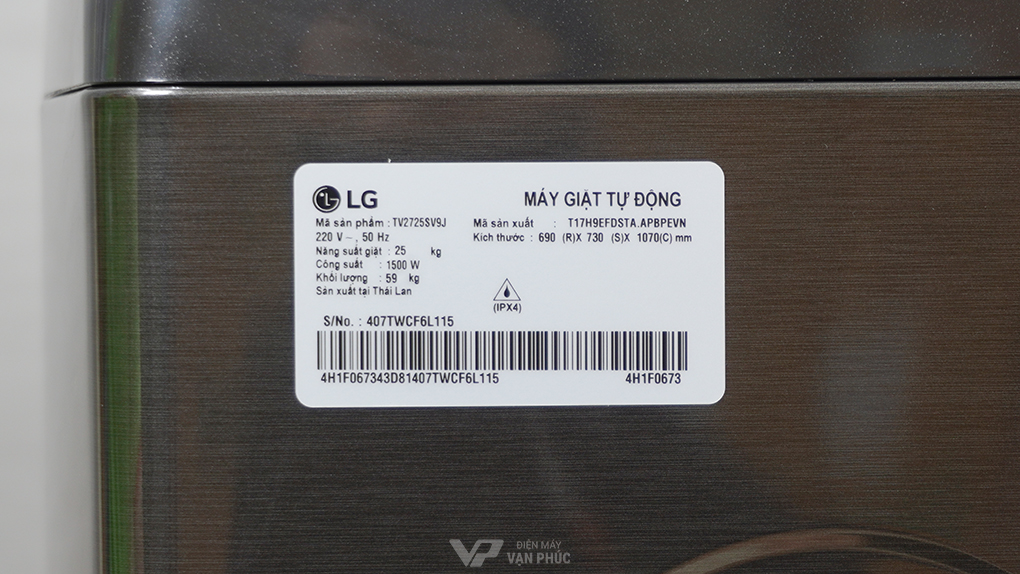 LG MÁY GIẶT TỰ ĐỘNG
Mã sản phẩm : TV2725SV9J
220 V ~, 50 Hz
Năng suất giặt : 25 kg
Công suất : 1500 W
Khối lượng : 59 kg
Sản xuất tại Thái Lan
Mã sản xuất : T17H9EFDSTA.APBPEVN
Kích thước : 690 (R)X 730 (S)X 1070(C) mm
(IPX4)
S/No. : 407TWCF6L115
4H1F067343D81407TWCF6L115 4H1F0673
VP ĐIỆN MÁY
VẠN PHÚC